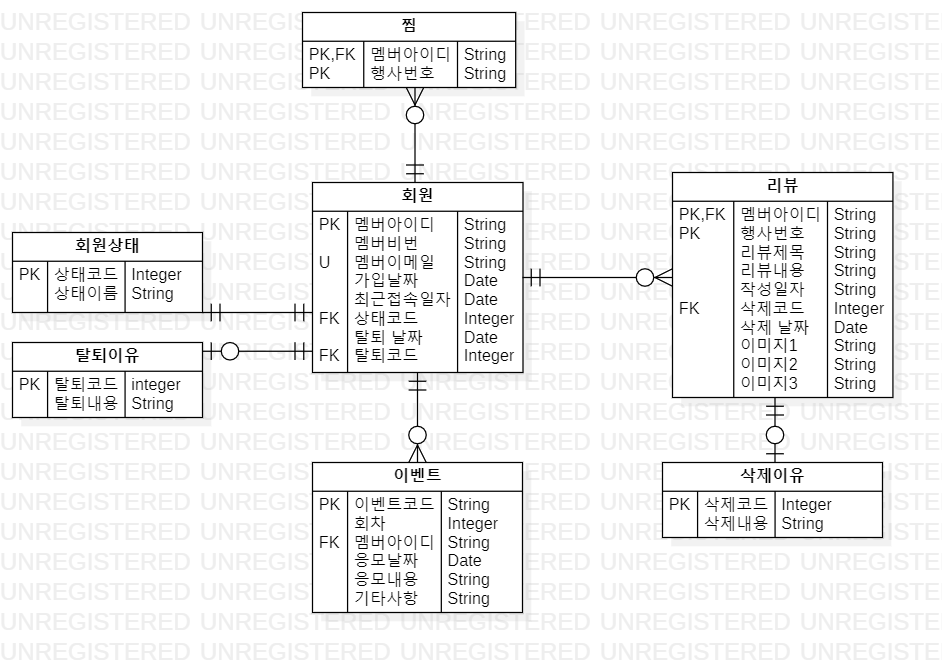 찜
PK,FK 멤버아이디 String
PK 행사번호 String
회원
PK 멤버아이디 String
멤버비번 String
U 멤버이메일 String
가입날짜 Date
최근접속일자 Date
FK 상태코드 Integer
탈퇴 날짜 Date
FK 탈퇴코드 Integer
리뷰
PK,FK 멤버아이디 String
PK 행사번호 String
리뷰제목 String
리뷰내용 String
작성일자 String
FK 삭제코드 Integer
삭제 날짜 Date
이미지1 String
이미지2 String
이미지3 String
회원상태
PK 상태코드 Integer
상태이름 String
탈퇴이유
PK 탈퇴코드 integer
탈퇴내용 String
이벤트
PK 이벤트코드 String
회차 Integer
FK 멤버아이디 String
응모날짜 Date
응모내용 String
기타사항 String
삭제이유
PK 삭제코드 Integer
삭제내용 String
UNREGISTERED